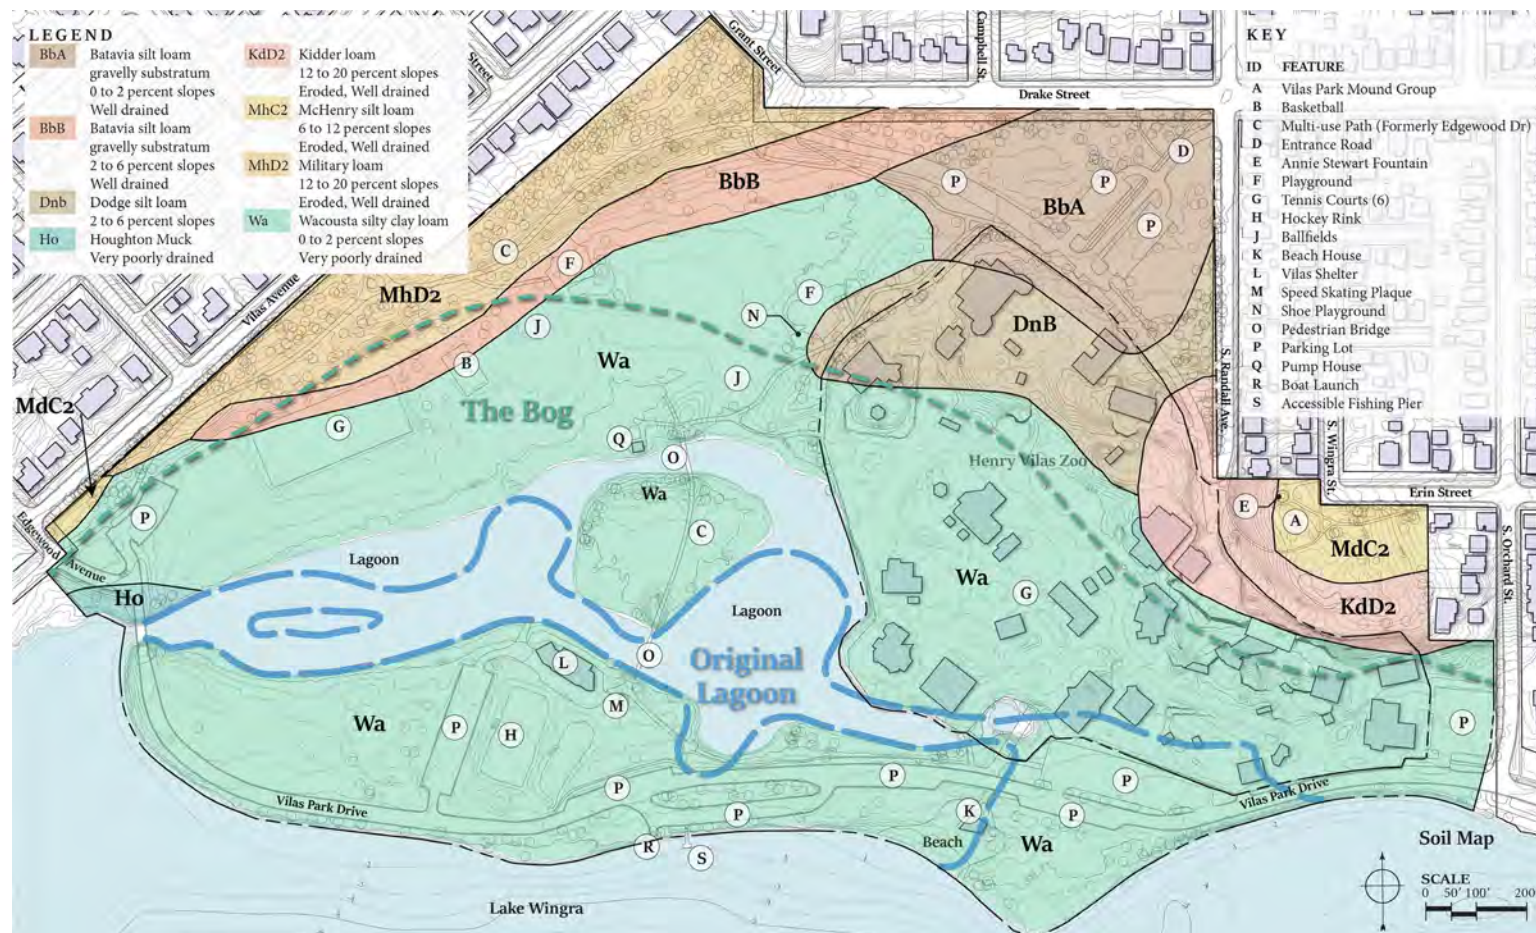 LEGEND
BbA Batavia silt loam
gravelly substratum
0 to 2 percent slopes
Well drained
BbB Batavia silt loam
gravelly substratum
2 to 6 percent slopes
Well drained
Dnb Dodge silt loam
2 to 6 percent slopes
Ho Houghton Muck
Very poorly drained
KdD2 Kidder loam
12 to 20 percent slopes
Eroded, Well drained
MhC2 McHenry silt loam
6 to 12 percent slopes
Eroded, Well drained
MhD2 Military loam
12 to 20 percent slopes
Eroded, Well drained
Wa Wacousta silty clay loam
0 to 2 percent slopes
Very poorly drained
KEY
ID FEATURE
A Vilas Park Mound Group
B Basketball
C Multi-use Path (Formerly Edgewood Dr)
D Entrance Road
E Annie Stewart Fountain
F Playground
G Tennis Courts (6)
H Hockey Rink
J Ballfields
K Beach House
L Vilas Shelter
M Speed Skating Plaque
N Shoe Playground
O Pedestrian Bridge
P Parking Lot
Q Pump House
R Boat Launch
S Accessible Fishing Pier
Street
Grant Street
Campbell St.
Drake Street
D
P
P
BbB
BbA
P
C
F
MhD2
F
Vilas Avenue
N
J
DnB
Wa
B
J
S. Randall Ave.
MdC2
The Bog
G
Q
O
Henry Vilas Zoo
S. Wingra St.
Wa
Erin Street
E
A
P
C
Edgewood
Avenue
S. Orchard St.
MdC2
Lagoon
Wa
Ho
G
Lagoon
KdD2
O
L
Original
Lagoon
M
Wa
P
H
P
P
P
P
Vilas Park Drive
Vilas Park Drive
P
K
P
Beach
Wa
R
S
Soil Map
Lake Wingra
SCALE
0 50' 100' 200